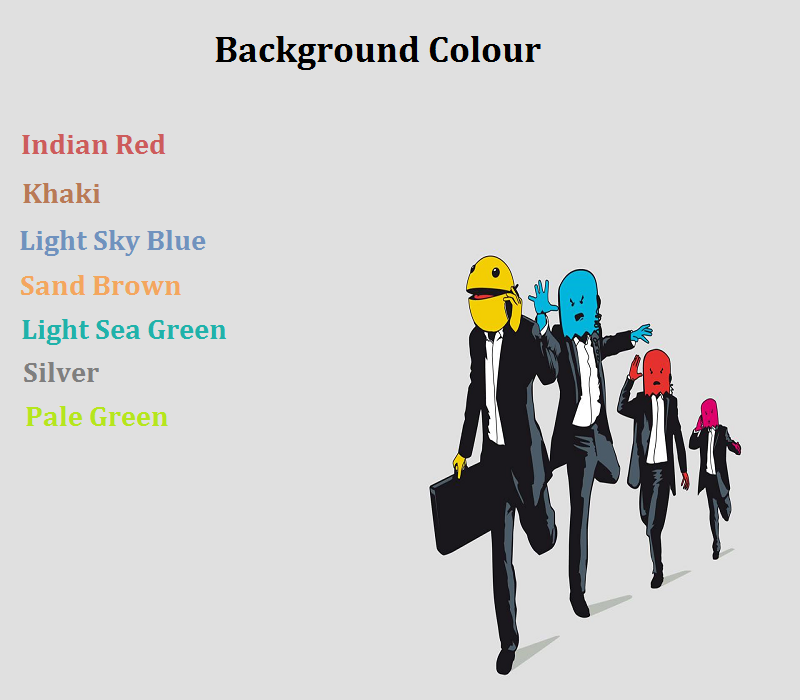 Background Colour
Indian Red
Khaki
Light Sky Blue
Sand Brown
Light Sea Green
Silver
Pale Green